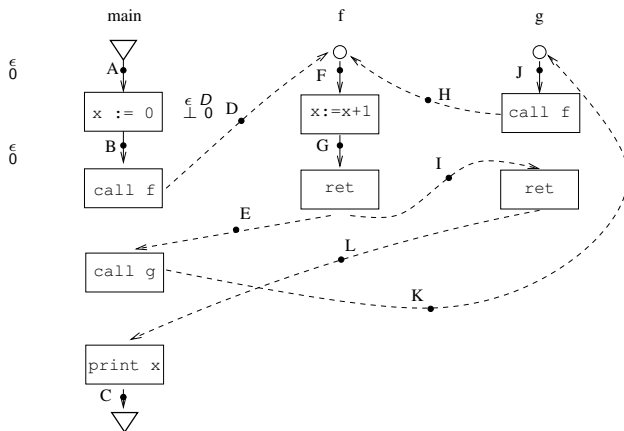 main
f
g
ϵ
0
A
F
J
H
x := 0
ϵ D
⊥ 0
D
x:=x+1
call f
B
G
I
ϵ
0
call f
ret
ret
E
L
call g
K
print x
C